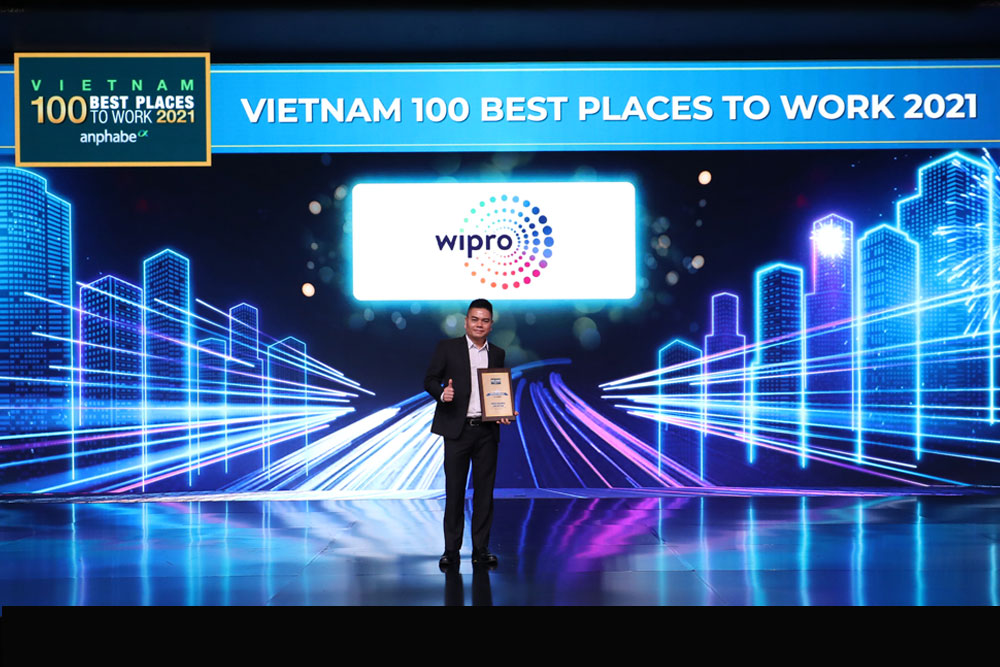 VIETNAM
100 BEST PLACES TO WORK 2021
anphabe
VIETNAM 100 BEST PLACES TO WORK 2021
wipro